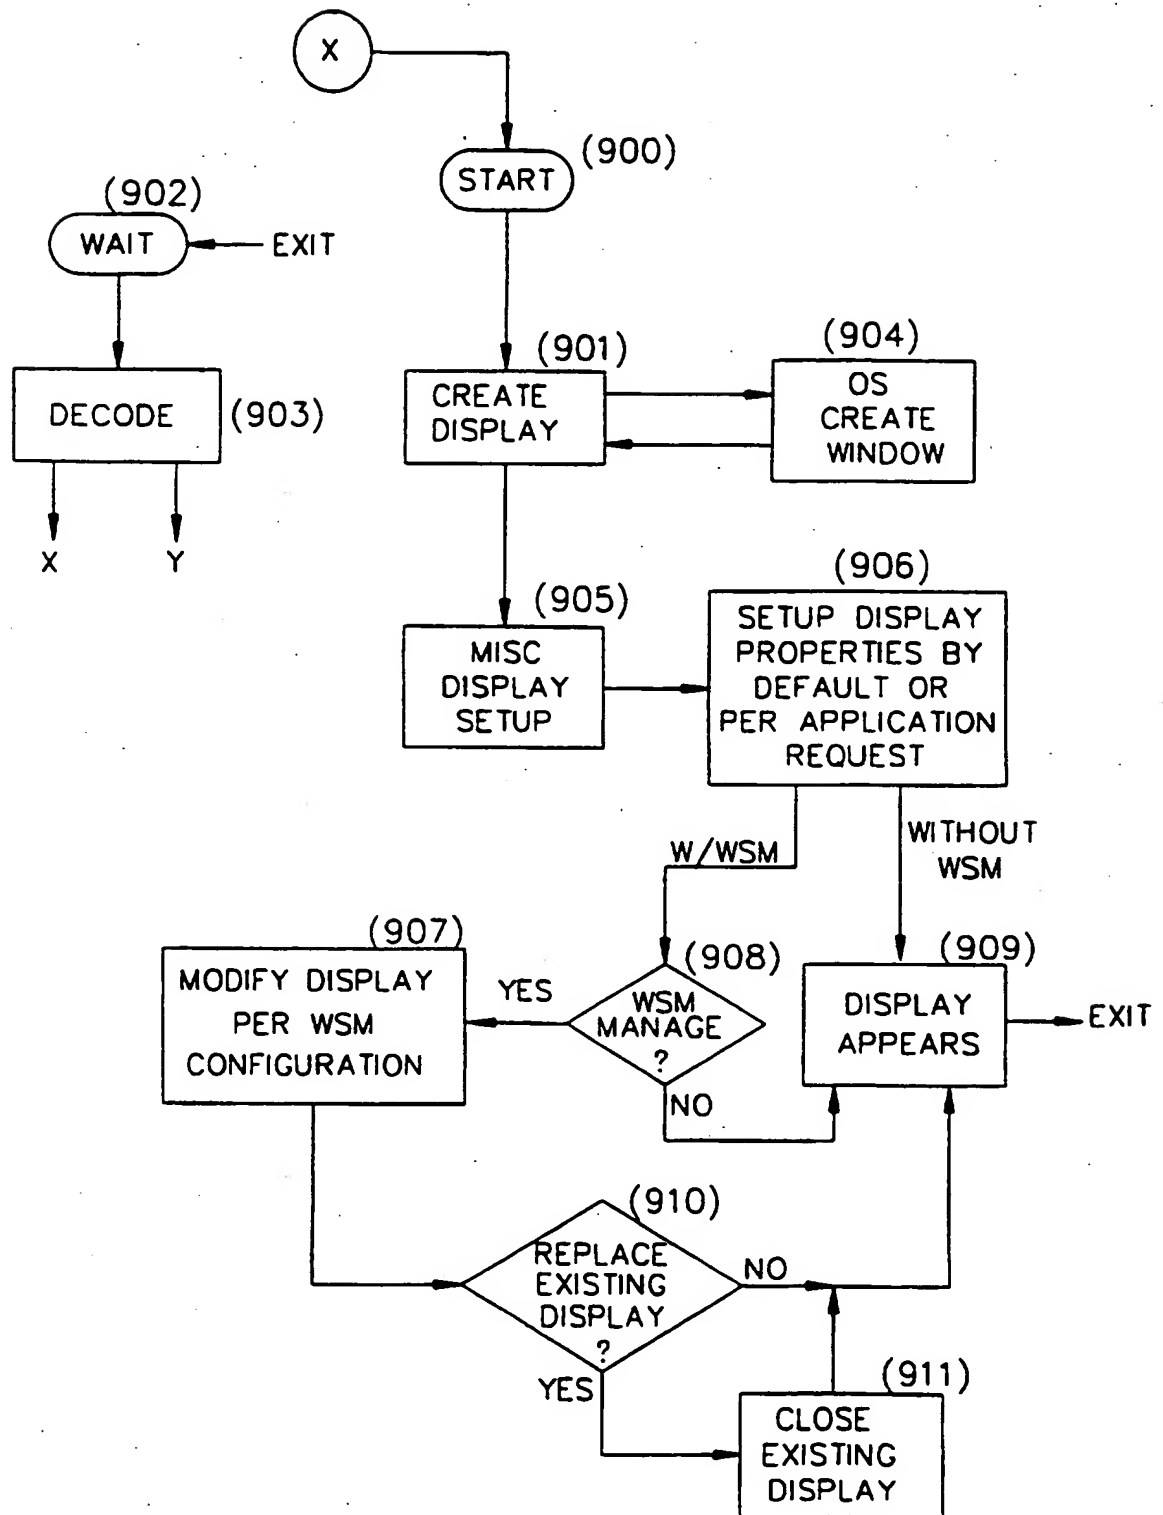 X
(900)
START
(902)
WAIT
EXIT
(901)
(904)
CREATE
DISPLAY
OS
CREATE
WINDOW
DECODE
(903)
X
Y
(905)
(906)
MISC
DISPLAY
SETUP
SETUP DISPLAY
PROPERTIES BY
DEFAULT OR
PER APPLICATION
REQUEST
W/WSM
WITHOUT
WSM
(907)
(908)
(909)
MODIFY DISPLAY
PER WSM
CONFIGURATION
YES
WSM
MANAGE
?
NO
DISPLAY
APPEARS
EXIT
(910)
REPLACE
EXISTING
DISPLAY
?
NO
YES
(911)
CLOSE
EXISTING
DISPLAY